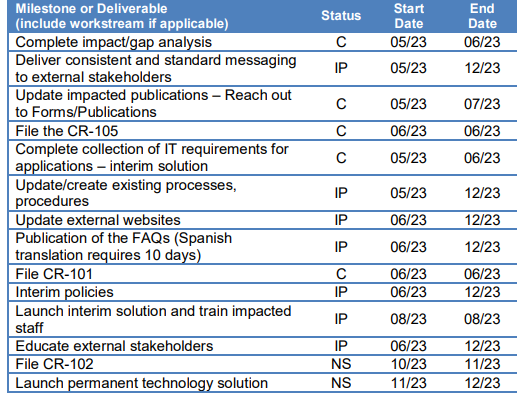 Milestone or Deliverable
(include workstream if applicable) Status Start Date End Date
Complete impact/gap analysis C 05/23 06/23
Deliver consistent and standard messaging
to external stakeholders IP 05/23 12/23
Update impacted publications – Reach out
to Forms/Publications C 05/23 07/23
File the CR-105 C 06/23 06/23
Complete collection of IT requirements for
applications – interim solution C 05/23 06/23
Update/create existing processes,
procedures IP 05/23 12/23
Update external websites IP 06/23 12/23
Publication of the FAQs (Spanish
translation requires 10 days) IP 06/23 12/23
File CR-101 C 06/23 06/23
Interim policies IP 06/23 12/23
Launch interim solution and train impacted
staff IP 08/23 08/23
Educate external stakeholders IP 06/23 12/23
File CR-102 NS 10/23 11/23
Launch permanent technology solution NS 11/23 12/23